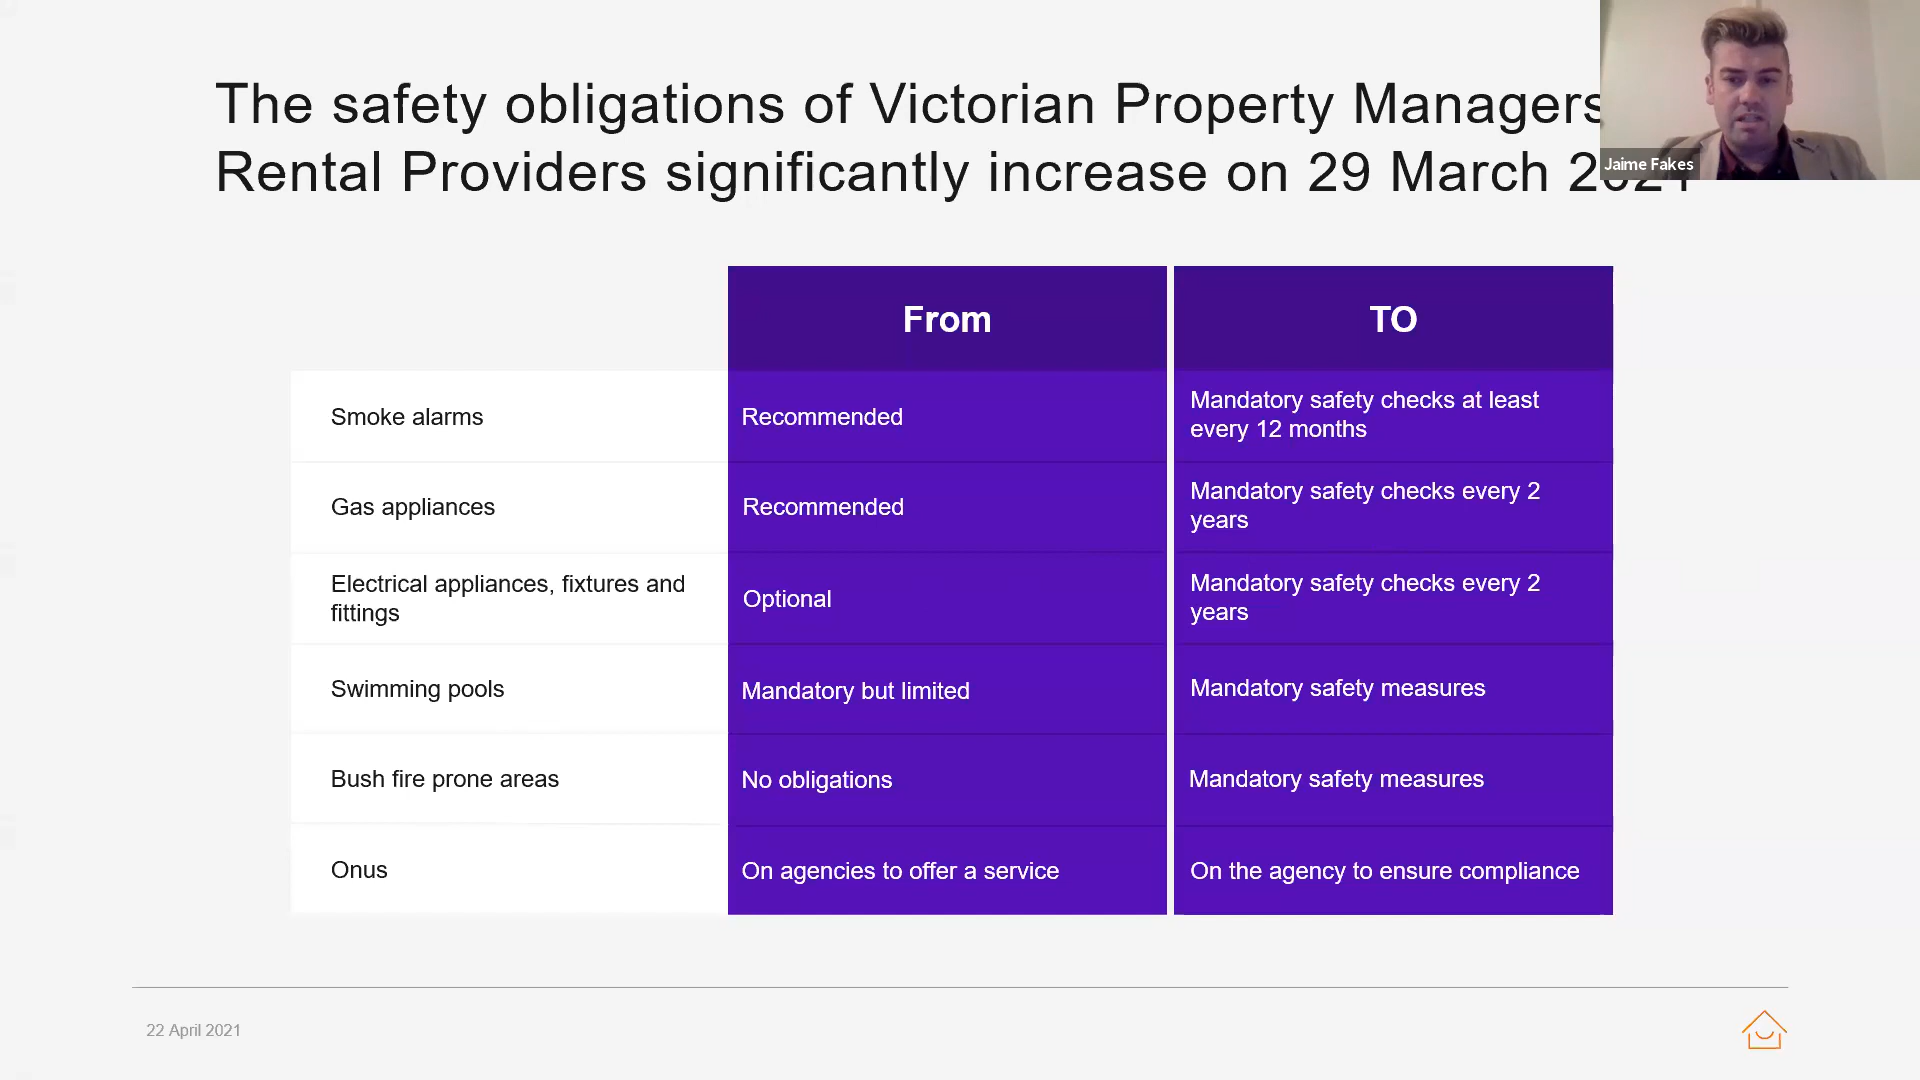 The safety obligations of Victorian Property Managers
Rental Providers significantly increase on 29 March 2021
Jaime Fakes
From
TO
Smoke alarms
Recommended
Mandatory safety checks at least
every 12 months
Gas appliances
Recommended
Mandatory safety checks every 2
years
Electrical appliances, fixtures and
fittings
Optional
Mandatory safety checks every 2
years
Swimming pools
Mandatory but limited
Mandatory safety measures
Bush fire prone areas
No obligations
Mandatory safety measures
Onus
On agencies to offer a service
On the agency to ensure compliance
22 April 2021